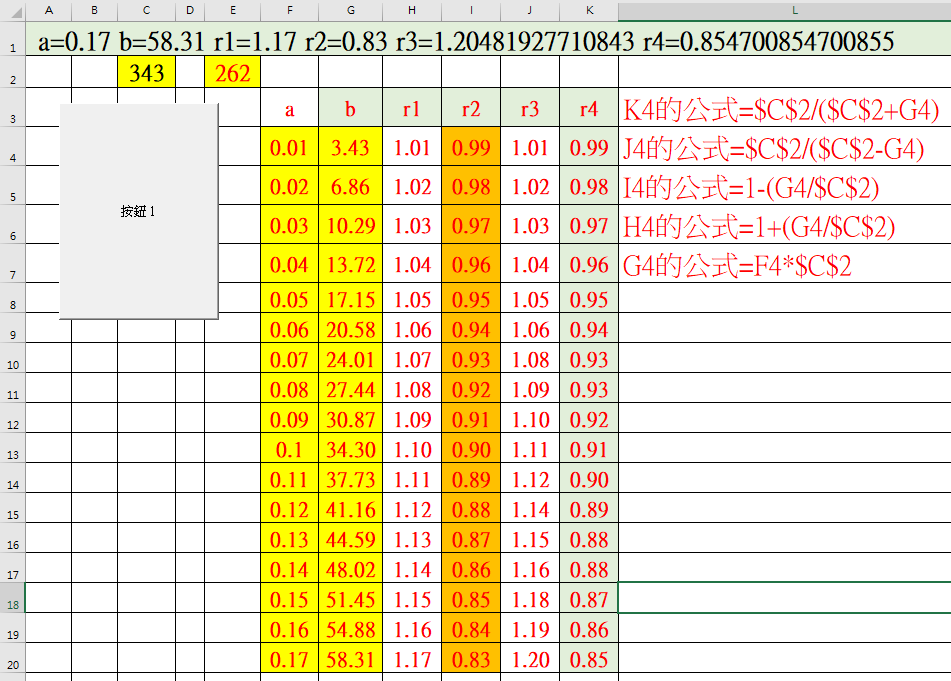 A B C D E F G H I J K L
1 a=0.17 b=58.31 r1=1.17 r2=0.83 r3=1.20481927710843 r4=0.854700854700855
2 343 262
3 a b r1 r2 r3 r4 K4的公式=$C$2/($C$2+G4)
4 0.01 3.43 1.01 0.99 1.01 0.99 J4的公式=$C$2/($C$2-G4)
5 0.02 6.86 1.02 0.98 1.02 0.98 I4的公式=1-(G4/$C$2)
按鈕 1
6 0.03 10.29 1.03 0.97 1.03 0.97 H4的公式=1+(G4/$C$2)
7 0.04 13.72 1.04 0.96 1.04 0.96 G4的公式=F4*$C$2
8 0.05 17.15 1.05 0.95 1.05 0.95
9 0.06 20.58 1.06 0.94 1.06 0.94
10 0.07 24.01 1.07 0.93 1.08 0.93
11 0.08 27.44 1.08 0.92 1.09 0.93
12 0.09 30.87 1.09 0.91 1.10 0.92
13 0.1 34.30 1.10 0.90 1.11 0.91
14 0.11 37.73 1.11 0.89 1.12 0.90
15 0.12 41.16 1.12 0.88 1.14 0.89
16 0.13 44.59 1.13 0.87 1.15 0.88
17 0.14 48.02 1.14 0.86 1.16 0.88
18 0.15 51.45 1.15 0.85 1.18 0.87
19 0.16 54.88 1.16 0.84 1.19 0.86
20 0.17 58.31 1.17 0.83 1.20 0.85